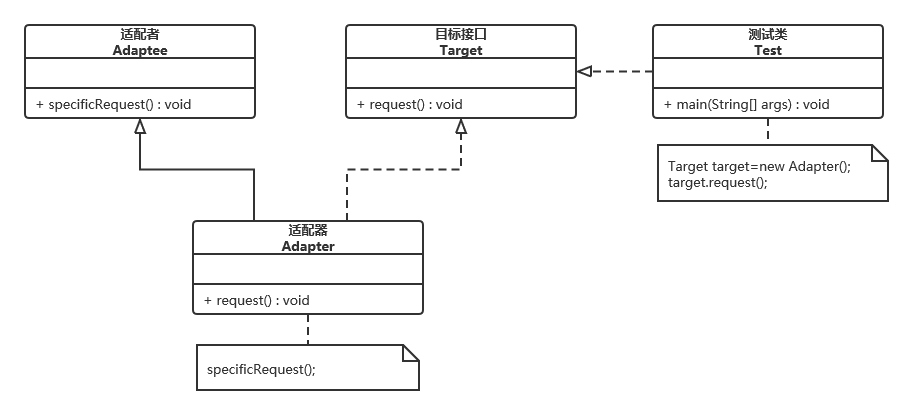 适配者
Adaptee
+ specificRequest() : void
目标接口
Target
+ request() : void
测试类
Test
+ main(String[] args) : void
Target target=new Adapter();
target.request();
适配器
Adapter
+ request() : void
specificRequest();